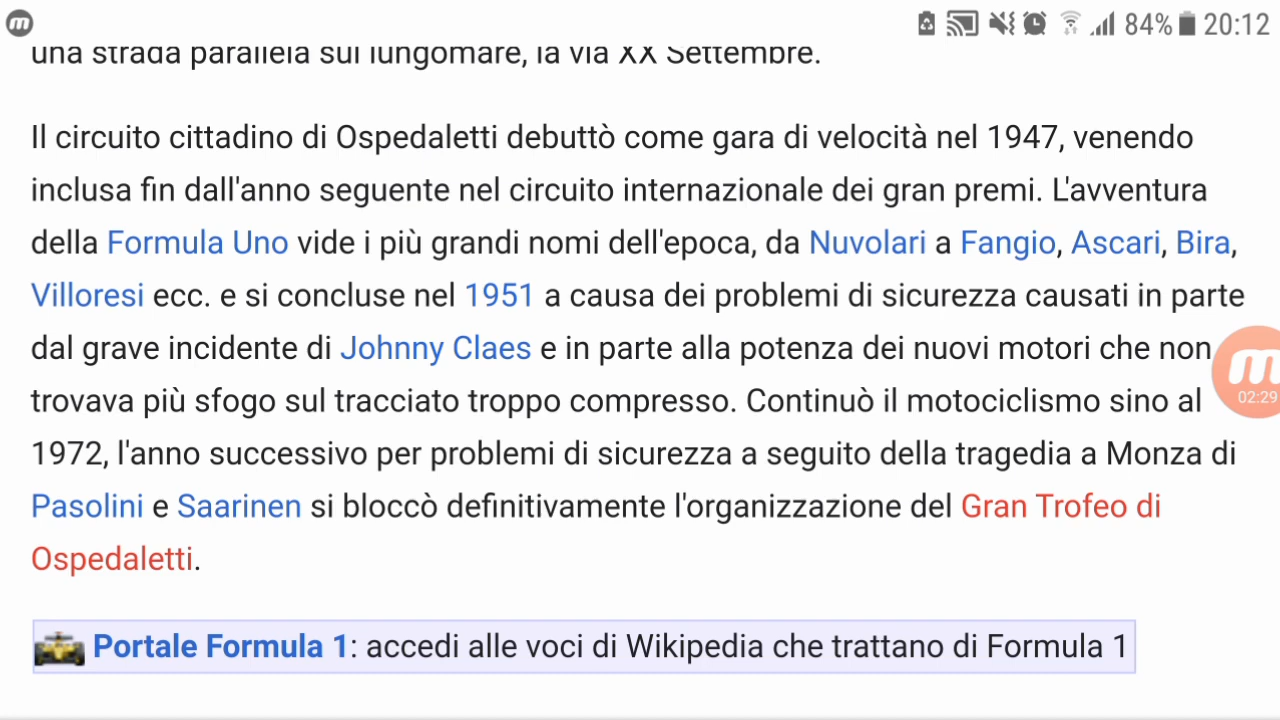 84% 20:12
una strada parallela sul lungomare, la via XX Settembre.
Il circuito cittadino di Ospedaletti debuttò come gara di velocità nel 1947, venendo
inclusa fin dall'anno seguente nel circuito internazionale dei gran premi. L'avventura
della Formula Uno vide i più grandi nomi dell'epoca, da Nuvolari a Fangio, Ascari, Bira,
Villoresi ecc. e si concluse nel 1951 a causa dei problemi di sicurezza causati in parte
dal grave incidente di Johnny Claes e in parte alla potenza dei nuovi motori che non
trovava più sfogo sul tracciato troppo compresso. Continuò il motociclismo sino al
02:29
1972, l'anno successivo per problemi di sicurezza a seguito della tragedia a Monza di
Pasolini e Saarinen si bloccò definitivamente l'organizzazione del Gran Trofeo di
Ospedaletti.
Portale Formula 1: accedi alle voci di Wikipedia che trattano di Formula 1